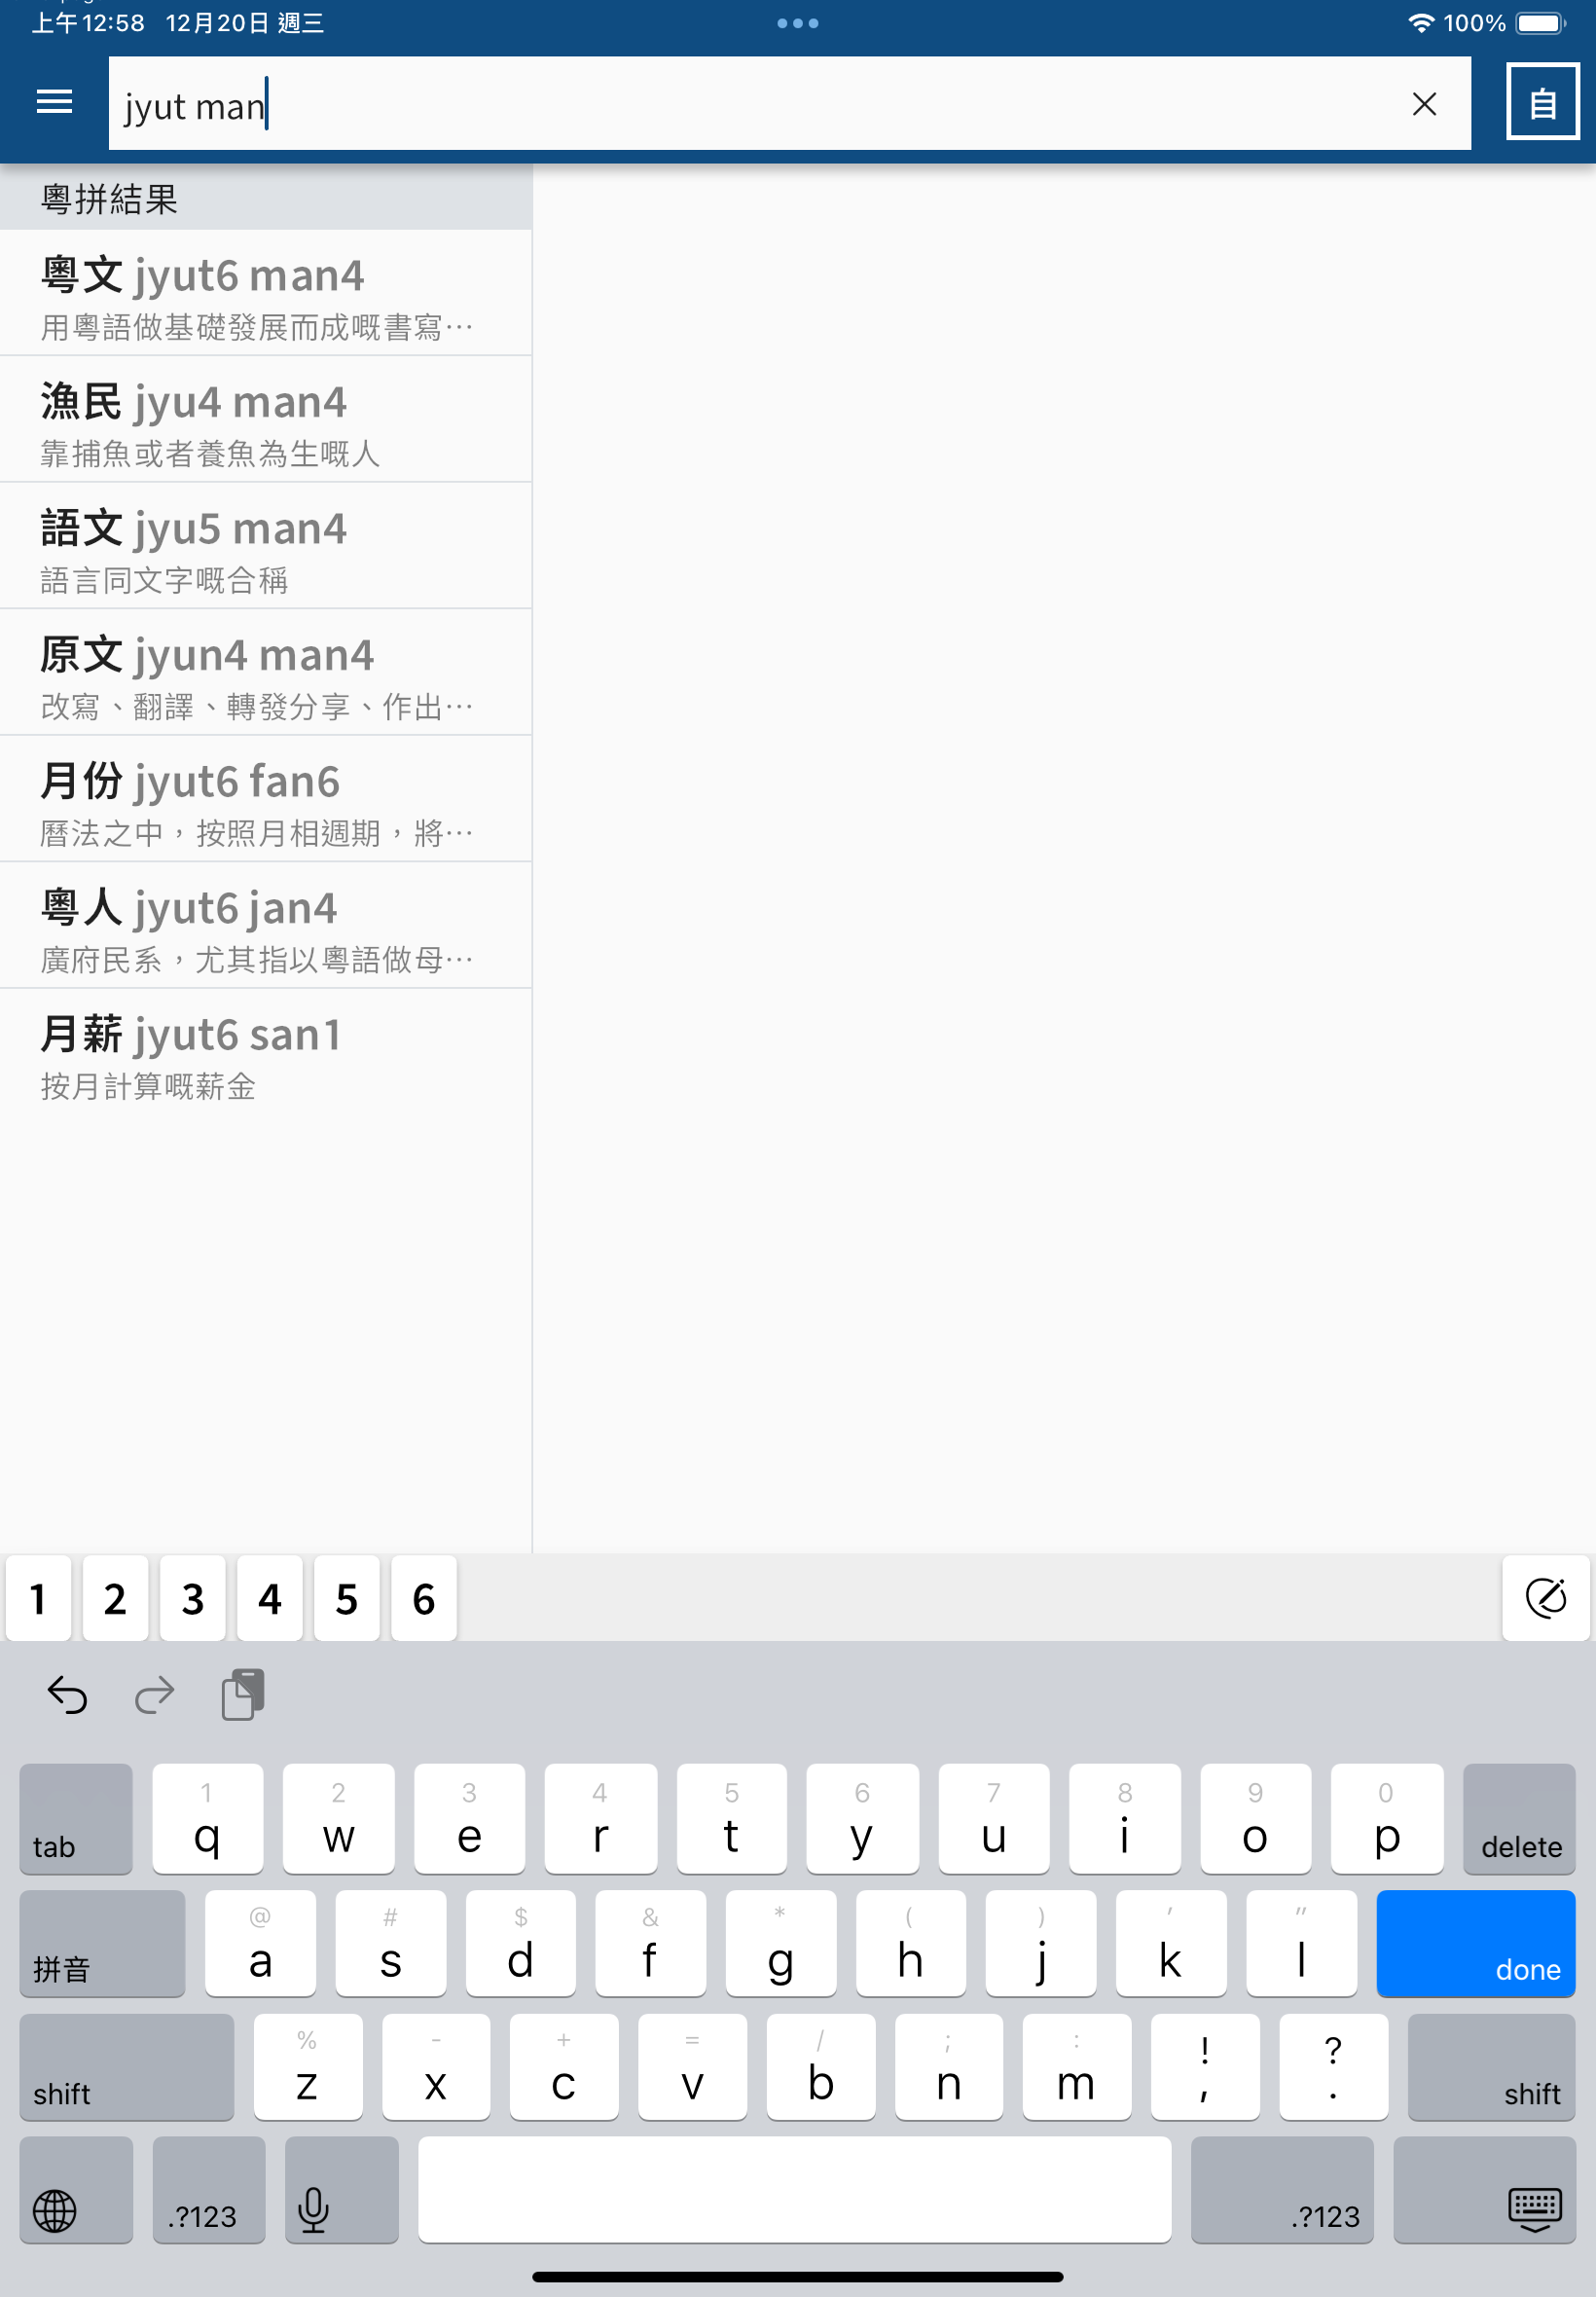 上午12:58 12月20日 週三
100%
jyut man
自
粵拼結果
粵文 jyut6 man4
用粵語做基礎發展而成嘅書寫…
漁民 jyu4 man4
靠捕魚或者養魚為生嘅人
語文 jyu5 man4
語言同文字嘅合稱
原文 jyun4 man4
改寫、翻譯、轉發分享、作出…
月份 jyut6 fan6
曆法之中，按照月相週期，將…
粵人 jyut6 jan4
廣府民系，尤其指以粵語做母…
月薪 jyut6 san1
按月計算嘅薪金
1 2 3 4 5 6
1 2 3 4 5 6 7 8 9 0
tab q w e r t y u i o p delete
@ # $ & * ( ) ' "
拼音 a s d f g h j k l done
% - + = / ; : ! ?
shift z x c v b n m , . shift
.?123 .?123